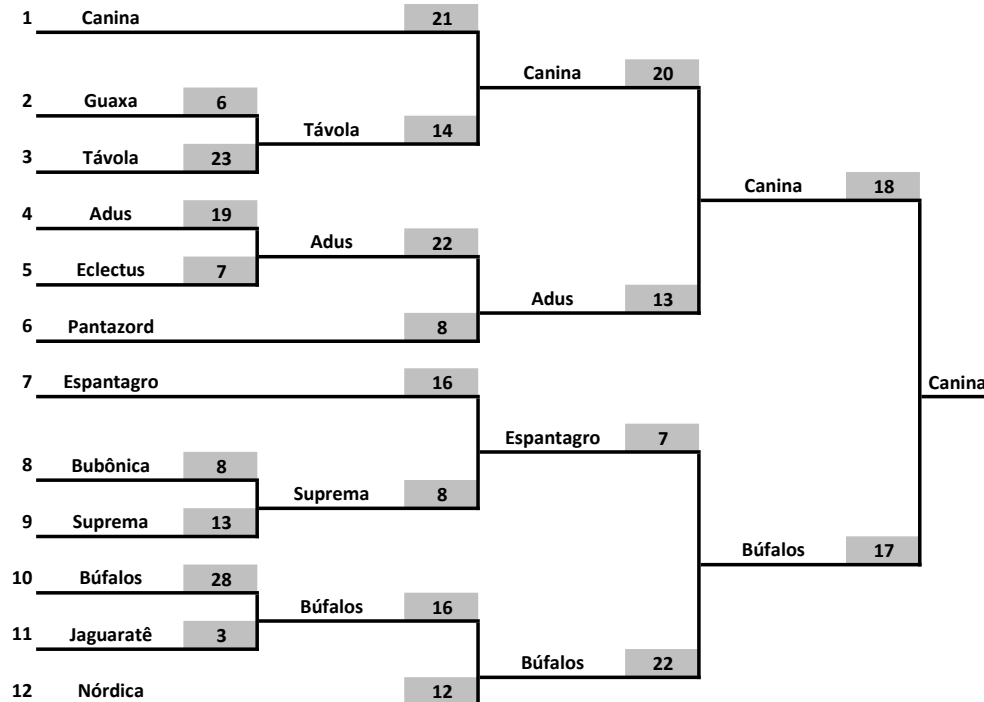 1 Canina 21
Canina 20
2 Guaxa 6
Távola 14
3 Távola 23
Canina 18
4 Adus 19
Adus 22
5 Eclectus 7
Adus 13
6 Pantazord 8
7 Espantagro 16
Canina
Espantagro 7
8 Bubônica 8
Suprema 8
9 Suprema 13
Búfalos 17
10 Búfalos 28
Búfalos 16
11 Jaguaratê 3
Búfalos 22
12 Nórdica 12